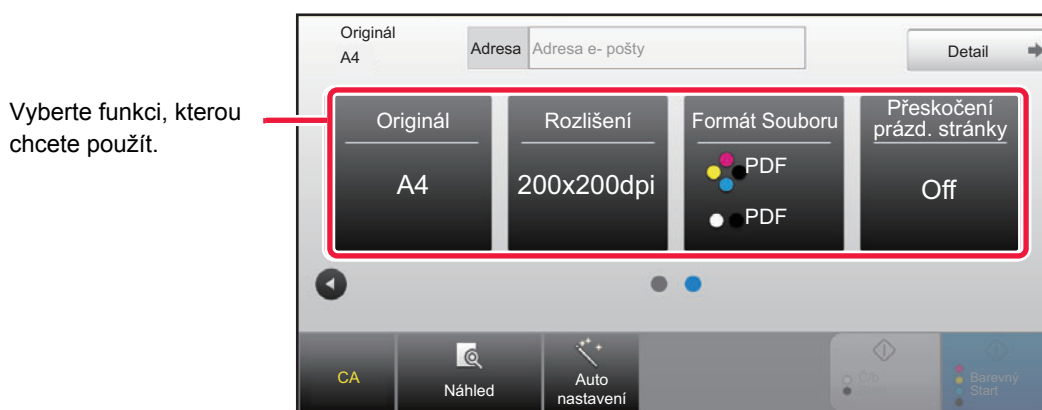 Vyberte funkci, kterou
chcete použít.
Originál
A4
Adresa
Adresa e- pošty
Detail
Originál
A4
Rozlišení
200x200dpi
Formát Souboru
PDF
PDF
Přeskočení
prázd. stránky
Off
CA
Náhled
Auto
nastavení
Č/b
Start
Barevný
Start